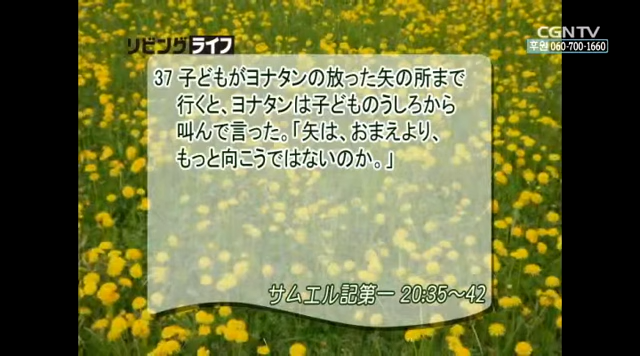 リビングライフ
CGNTV
후원 060-700-1660
37 子どもがヨナタンの放った矢の所まで
行くと、ヨナタンは子どものうしろから
叫んで言った。「矢は、おまえより、
もっと向こうではないのか。」
サムエル記第一 20:35～42